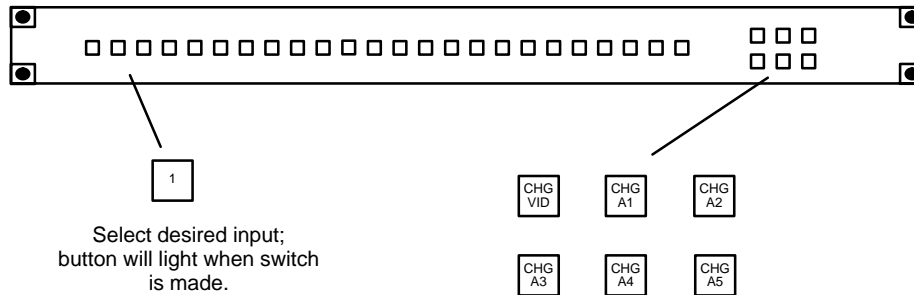 1
Select desired input;
button will light when switch
is made.
CHG
VID
CHG
A1
CHG
A2
CHG
A3
CHG
A4
CHG
A5